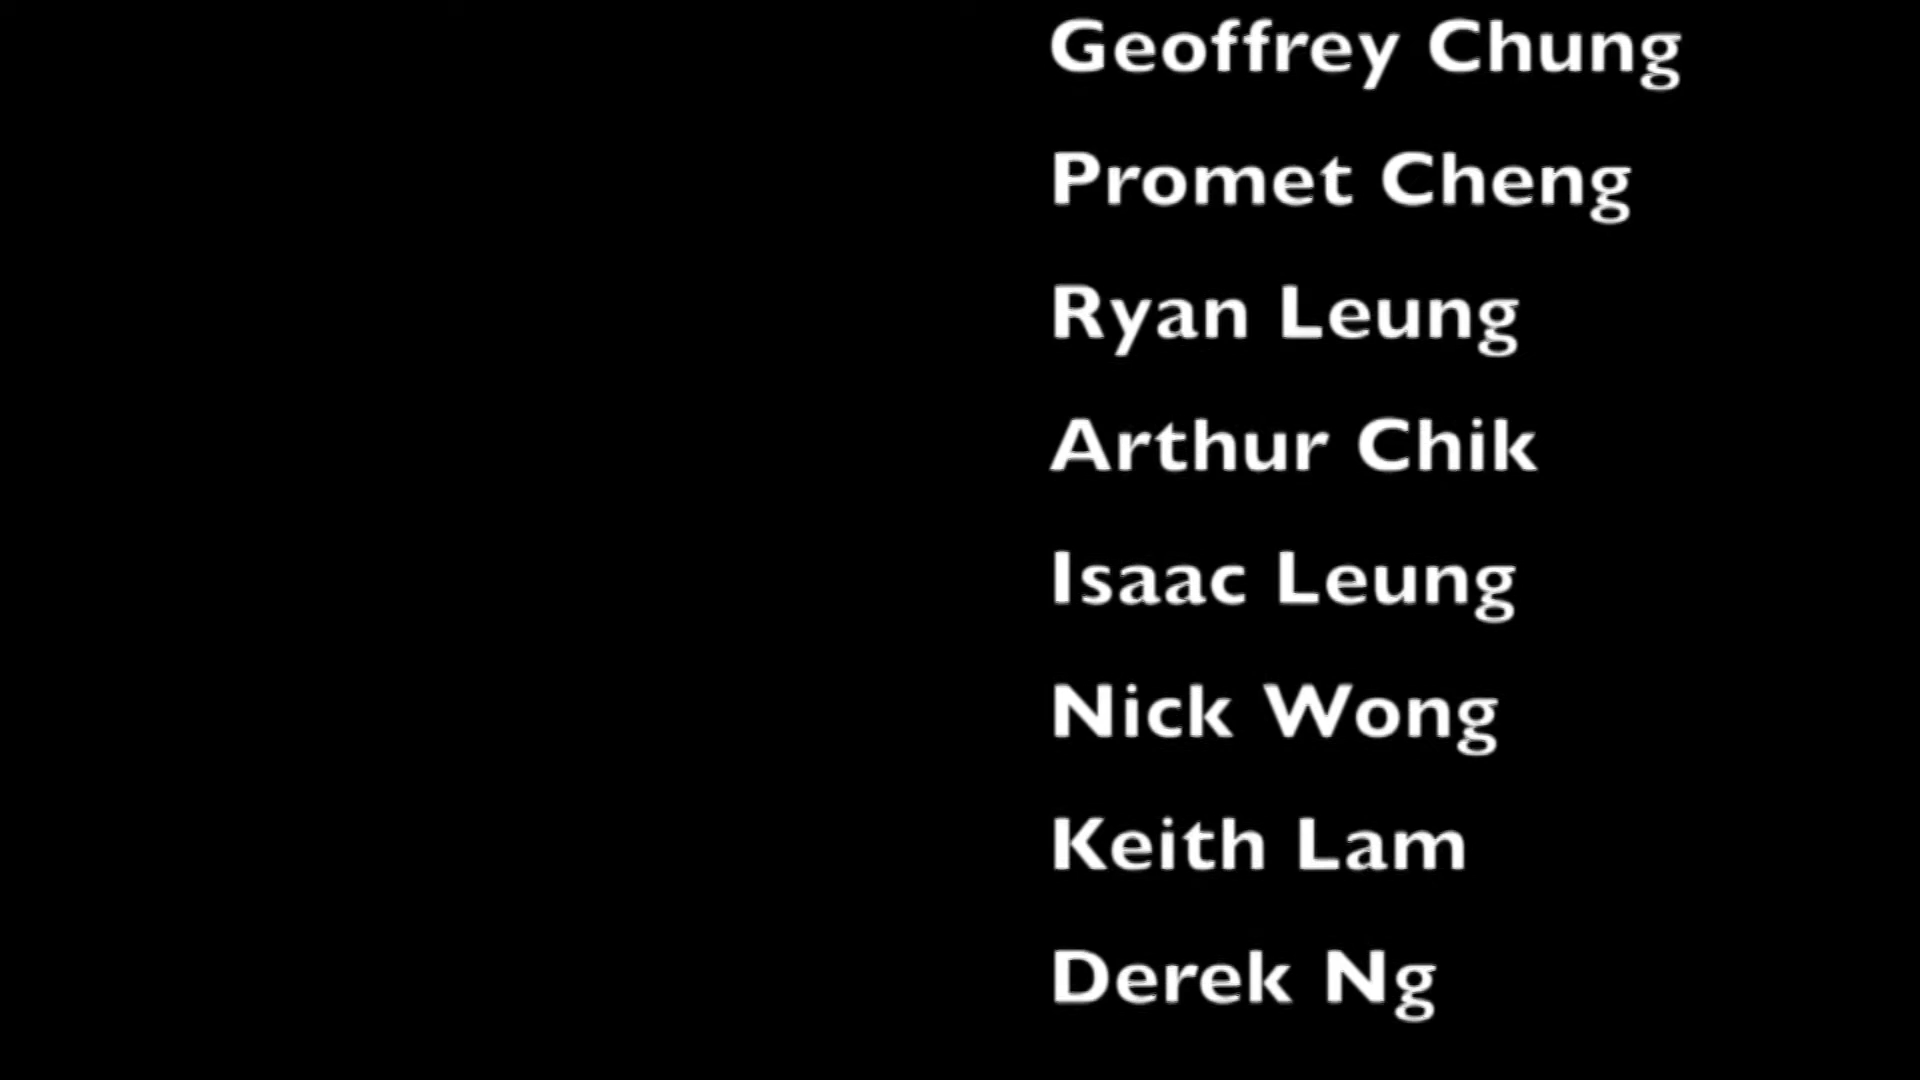 Geoffrey Chung
Promet Cheng
Ryan Leung
Arthur Chik
Isaac Leung
Nick Wong
Keith Lam
Derek Ng